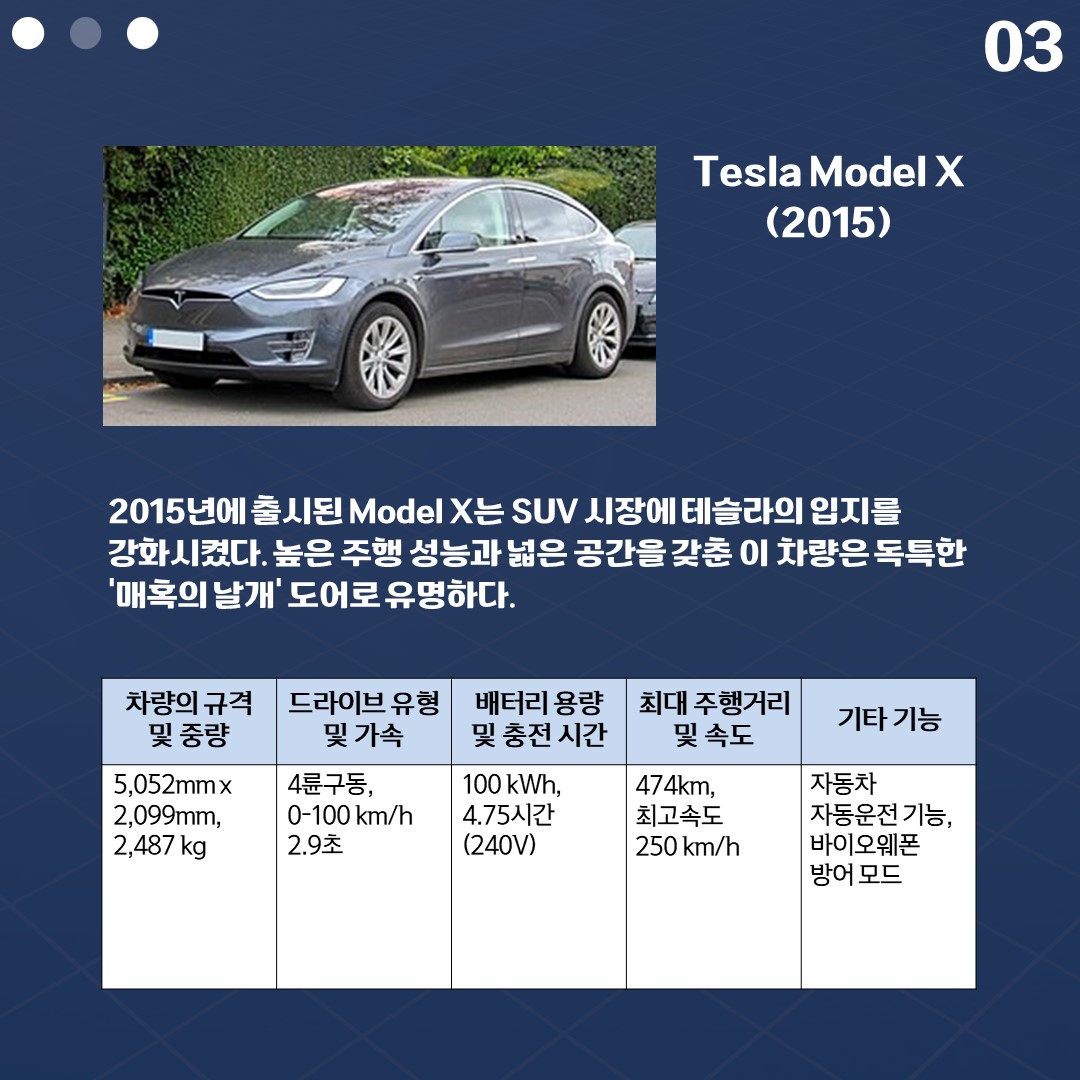 03
Tesla Model X
(2015)
2015년에 출시된 Model X는 SUV 시장에 테슬라의 입지를
강화시켰다. 높은 주행 성능과 넓은 공간을 갖춘 이 차량은 독특한
'매혹의 날개' 도어로 유명하다.
차량의 규격
및 중량
드라이브 유형
및 가속
배터리 용량
및 충전 시간
최대 주행거리
및 속도
기타 기능
5,052mm x
2,099mm,
2,487 kg
4륜구동,
0-100 km/h
2.9초
100 kWh,
4.75시간
(240V)
474km,
최고속도
250 km/h
자동차
자동운전 기능,
바이오웨폰
방어 모드